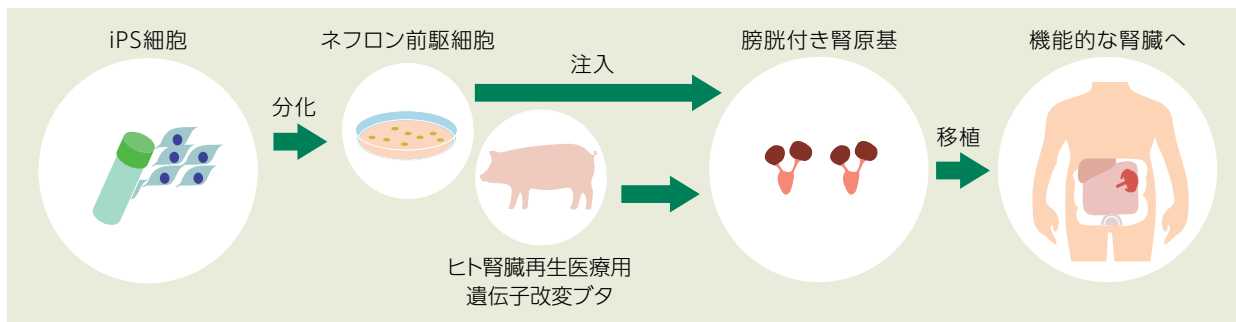 iPS細胞
ネフロン前駆細胞
膀胱付き腎原基
機能的な腎臓へ
分化
注入
移植
ヒト腎臓再生医療用
遺伝子改変ブタ